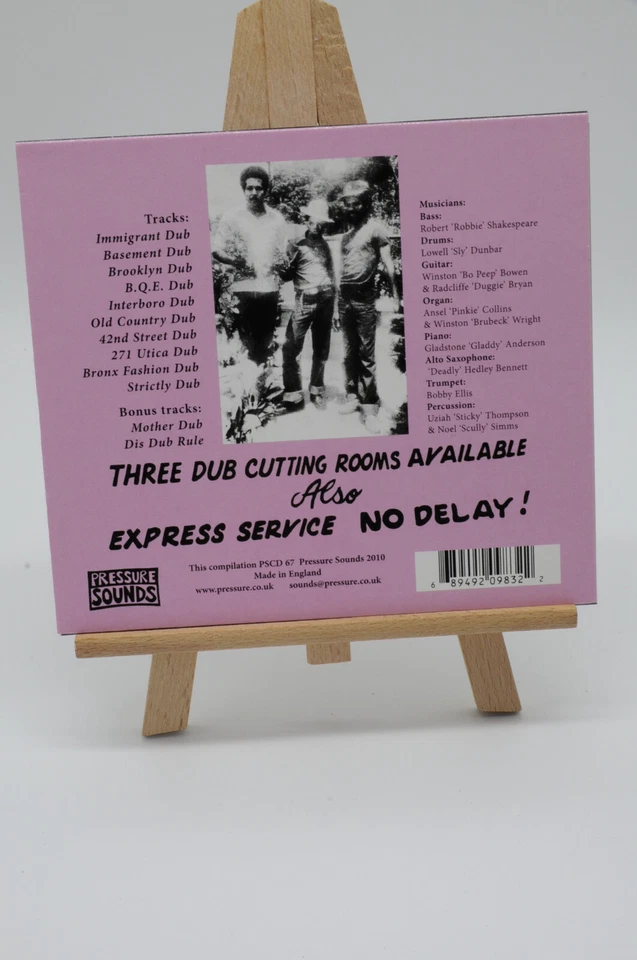 Tracks:
Immigrant Dub
Basement Dub
Brooklyn Dub
B.Q.E. Dub
Interboro Dub
Old Country Dub
42nd Street Dub
271 Utica Dub
Bronx Fashion Dub
Strictly Dub
Bonus tracks:
Mother Dub
Dis Dub Rule
Musicians:
Bass:
Robert 'Robbie' Shakespeare
Drums:
Lowell 'Sly' Dunbar
Guitar:
Winston 'Bo Peep' Bowen
& Radcliffe 'Duggie' Bryan
Organ:
Ansel 'Pinkie' Collins
& Winston 'Brubeck' Wright
Piano:
Gladstone 'Gladdy' Anderson
Alto Saxophone:
'Deadly' Hedley Bennett
Trumpet:
Bobby Ellis
Percussion:
Uziah 'Sticky' Thompson
& Noel 'Scully' Simms
THREE DUB CUTTING ROOMS AVAILABLE
Also
EXPRESS SERVICE NO DELAY!
PRESSURE
SOUNDS
This compilation PSCD 67 Pressure Sounds 2010
Made in England
www.pressure.co.uk sounds@pressure.co.uk
6 89492 09832 2